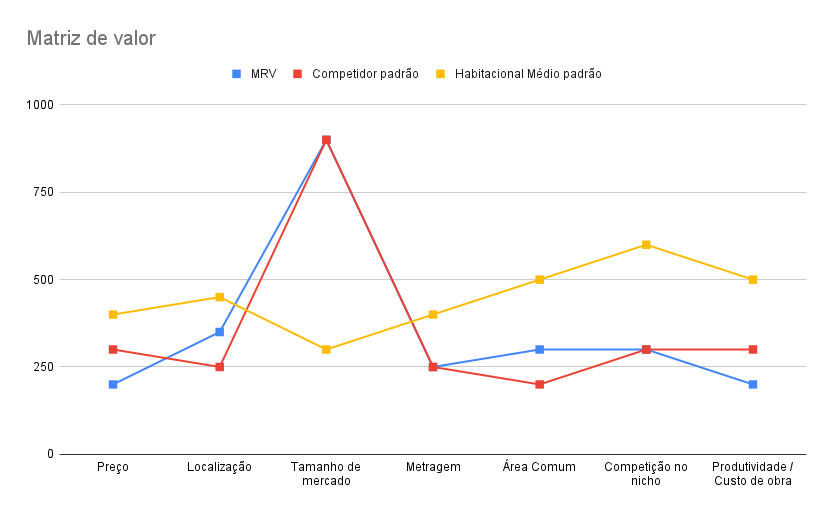 Matriz de valor
MRV
Competidor padrão
Habitacional Médio padrão
1000
750
500
250
0
Preço
Localização
Tamanho de
mercado
Metragem
Área Comum
Competição no
nicho
Produtividade /
Custo de obra